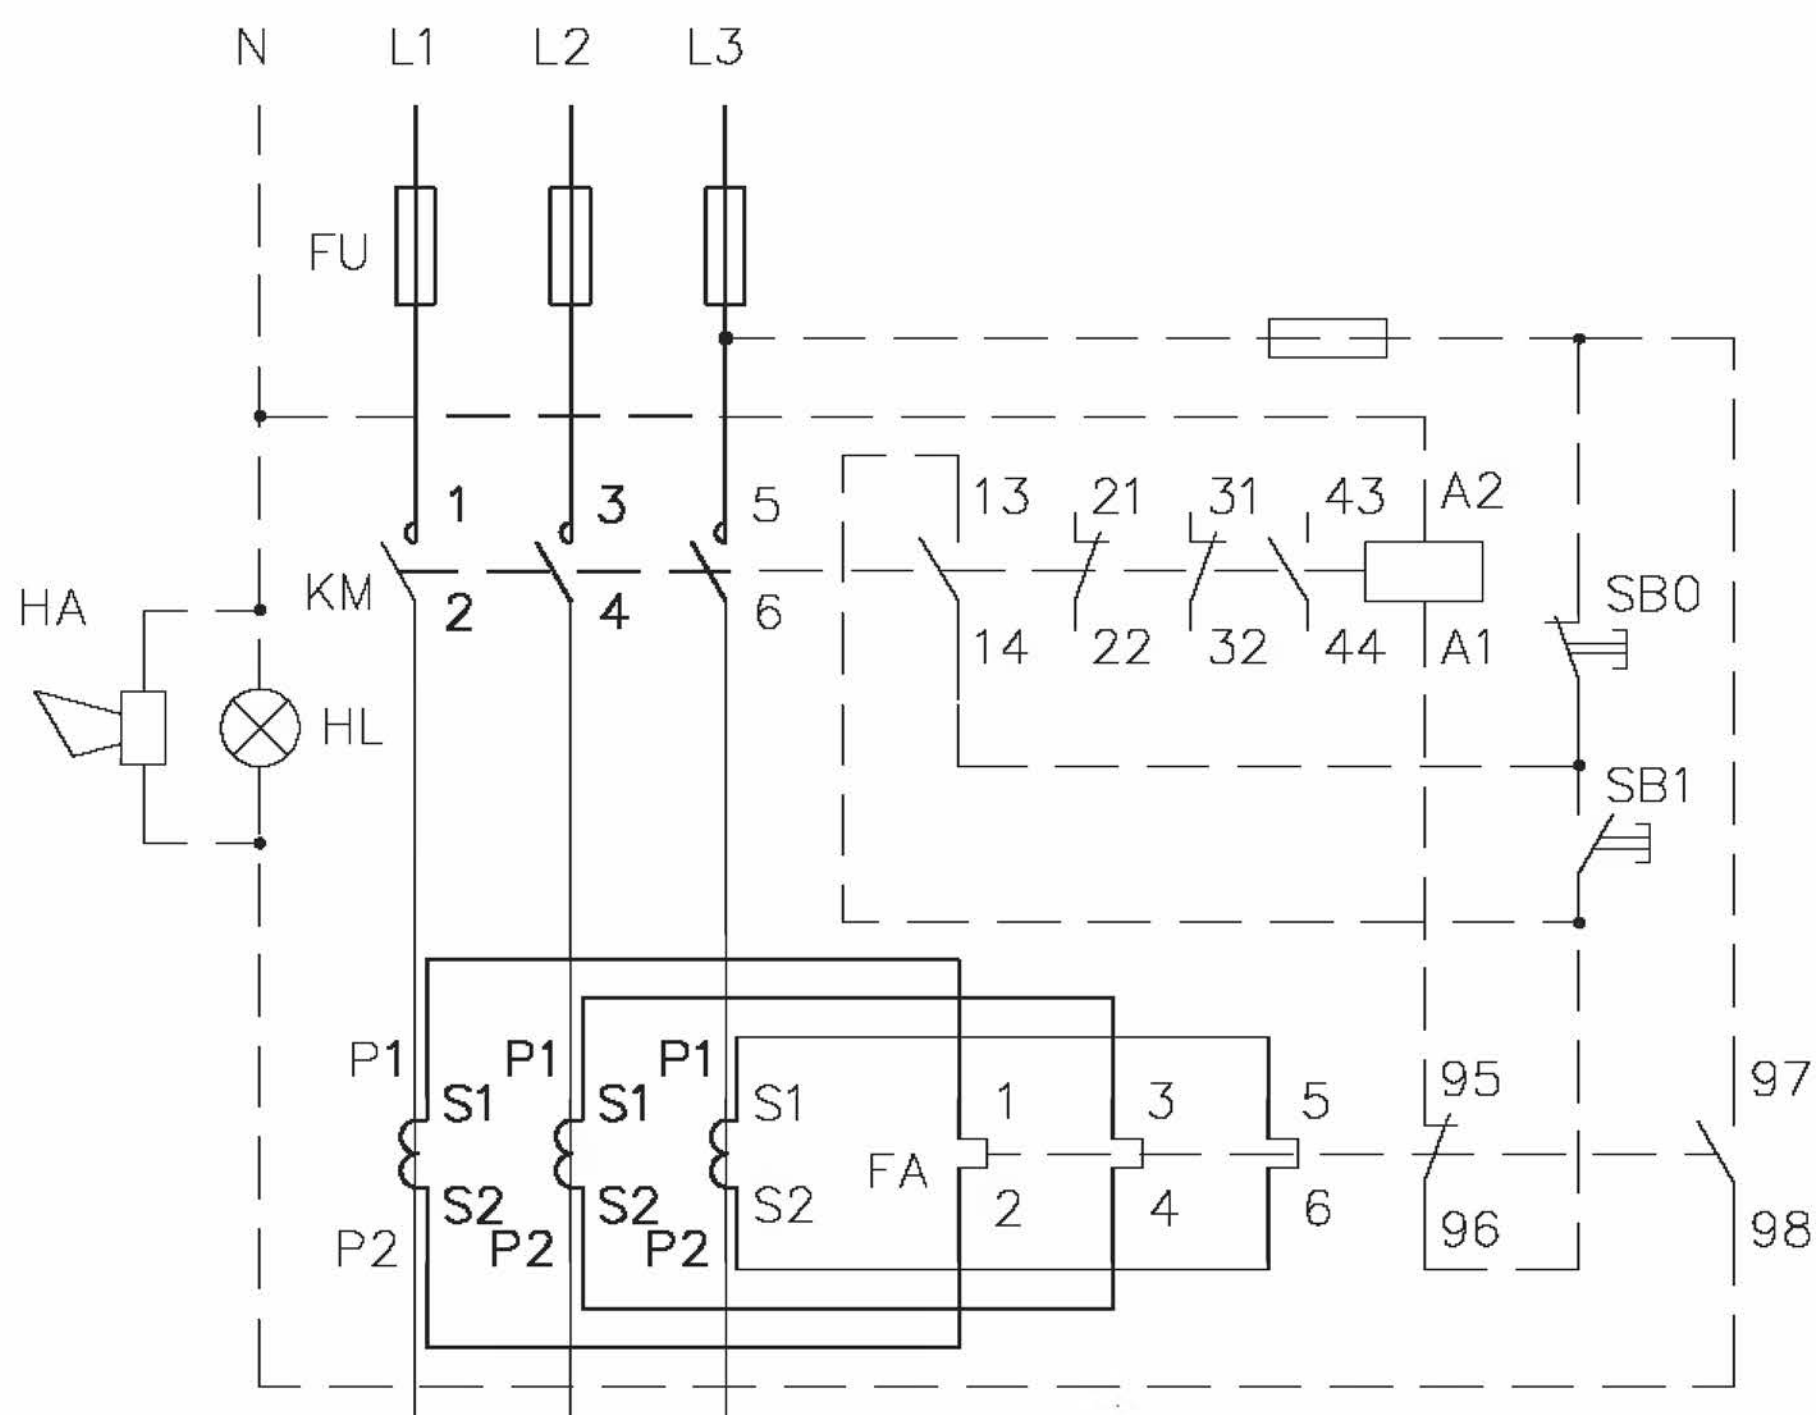 N L1 L2 L3
FU
1 3 5 13 21 31 43 A2
KM 2 4 6 14 22 32 44 A1 SB0
HA
HL
SB1
P1 P1 P1
S1 S1 S1 1 3 5 95 97
FA
S2 S2 S2 2 4 6 96 98
P2 P2 P2